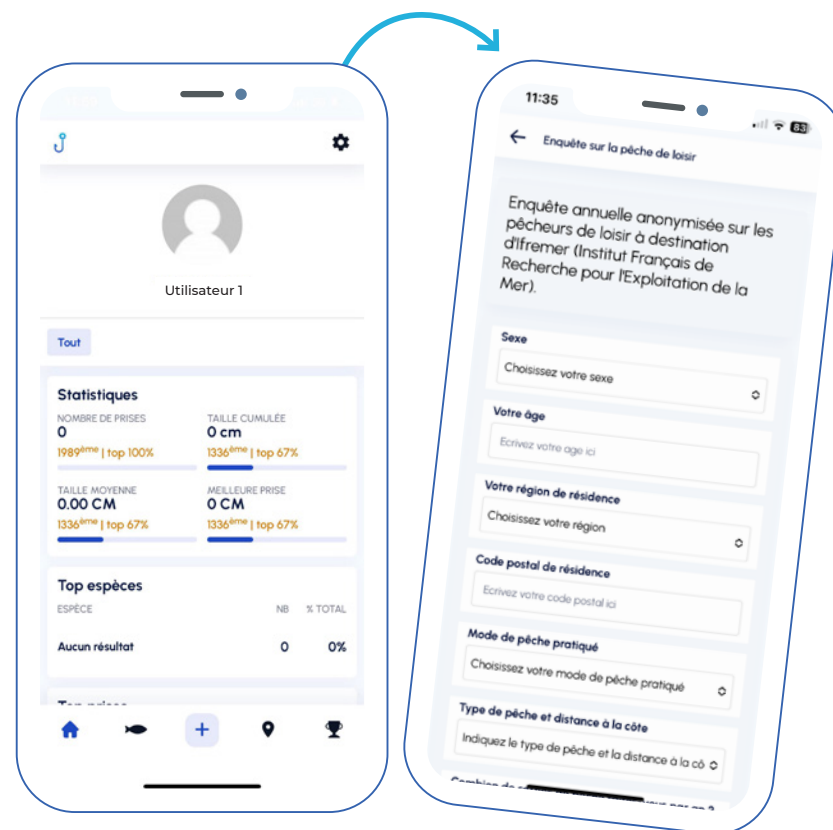 Utilisateur 1
Tout
Statistiques
NOMBRE DE PRISES
TAILLE CUMULÉE
0
0 cm
1989ème | top 100%
1336ème | top 67%
TAILLE MOYENNE
MEILLEURE PRISE
0.00 CM
0 CM
1336ème | top 67%
1336ème | top 67%
Top espèces
ESPÈCE NB % TOTAL
Aucun résultat 0 0%
11:35
83
Enquête sur la pêche de loisir
Enquête annuelle anonymisée sur les
pêcheurs de loisir à destination
d'Ifremer (Institut Français de
Recherche pour l'Exploitation de la
Mer).
Sexe
Choisissez votre sexe
Votre âge
Ecrivez votre age ici
Votre région de résidence
Choisissez votre région
Code postal de résidence
Ecrivez votre code postal ici
Mode de pêche pratiqué
Choisissez votre mode de pêche pratiqué
Type de pêche et distance à la côte
Indiquez le type de pêche et la distance à la cô